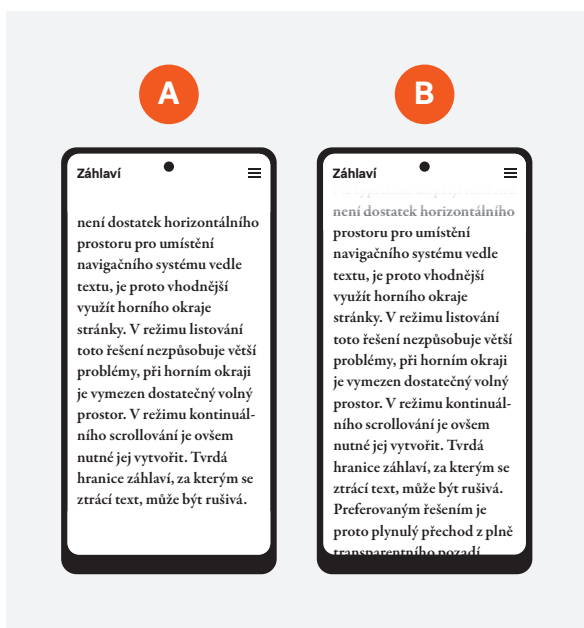 A
Záhlaví
není dostatek horizontálního
prostoru pro umístění
navigačního systému vedle
textu, je proto vhodnější
využít horního okraje
stránky. V režimu listování
toto řešení nezpůsobuje větší
problémy, při horním okraji
je vymezen dostatečný volný
prostor. V režimu kontinuál-
ního scrollování je ovšem
nutné jej vytvořit. Tvrdá
hranice záhlaví, za kterým se
ztrácí text, může být rušivá.
B
Záhlaví
není dostatek horizontálního
prostoru pro umístění
navigačního systému vedle
textu, je proto vhodnější
využít horního okraje
stránky. V režimu listování
toto řešení nezpůsobuje větší
problémy, při horním okraji
je vymezen dostatečný volný
prostor. V režimu kontinuál-
ního scrollování je ovšem
nutné jej vytvořit. Tvrdá
hranice záhlaví, za kterým se
ztrácí text, může být rušivá.
Preferovaným řešením je
proto plynulý přechod z plně
transparentního pozadí